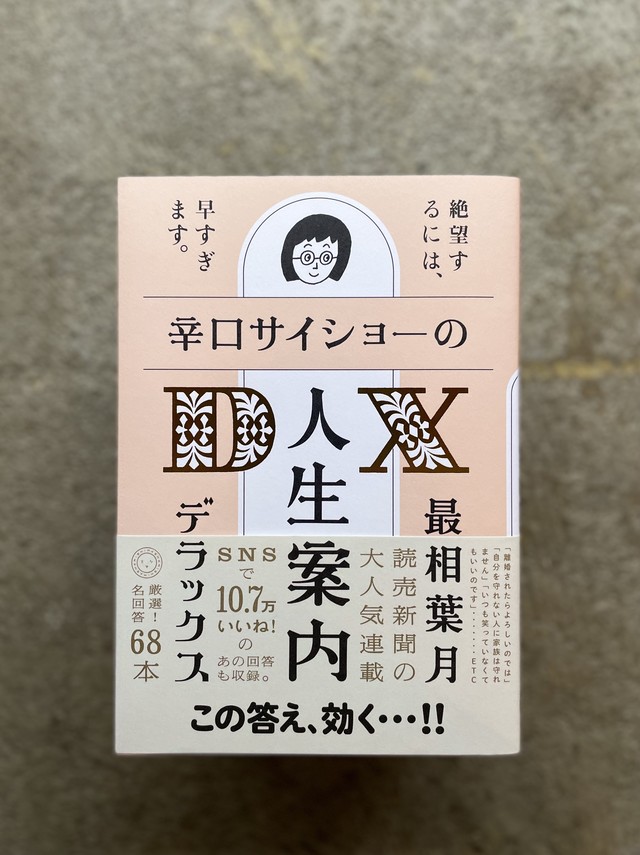 絶望す
るには、
早すぎ
ます。
辛口サイショーの
人生案内
DX
デラックス
最相葉月
「離婚されたらよろしいのでは」
「自分を守れない人に家族は守れ
ません」「いつも笑っていなくて
もいいのです」………ETC
読売新聞の
大人気連載
SNS
で
10.7万
いいね!
の
あの回答
も収録。
厳選!
名回答
68
本
この答え、効く…!!